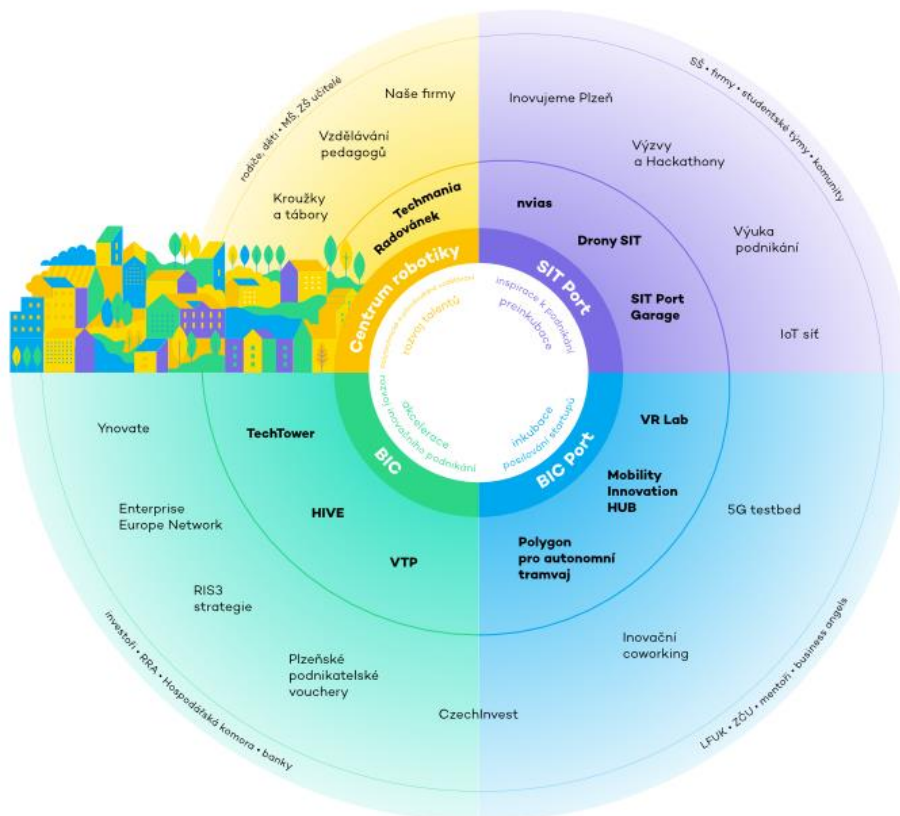 rodiče, děti • MŠ, ZŠ učitelé
Naše firmy
Vzdělávání
pedagogů
Kroužky
a tábory
Techmania
Radovánek
Centrum robotiky
rozvoj talentů
SŠ • firmy • studentské týmy • komunity
Inovujeme Plzeň
Výzvy
a Hackathony
Výuka
podnikání
IoT síť
nvias
Drony SIT
SIT Port
Garage
SIT Port
inspirace k podnikání
preinkubace
Ynovate
TechTower
Enterprise
Europe Network
HIVE
RIS3
strategie
VTP
Plzeňské
podnikatelské
vouchery
CzechInvest
BIC
akcelerace
rozvoj inovačního podnikání
investoři • RRA • Hospodářská komora • banky
VR Lab
Mobility
Innovation
HUB
5G testbed
Polygon
pro autonomní
tramvaj
Inovační
coworking
BIC Port
inkubace
posilování startupů
LFUK • ZČU • mentoři • business angels